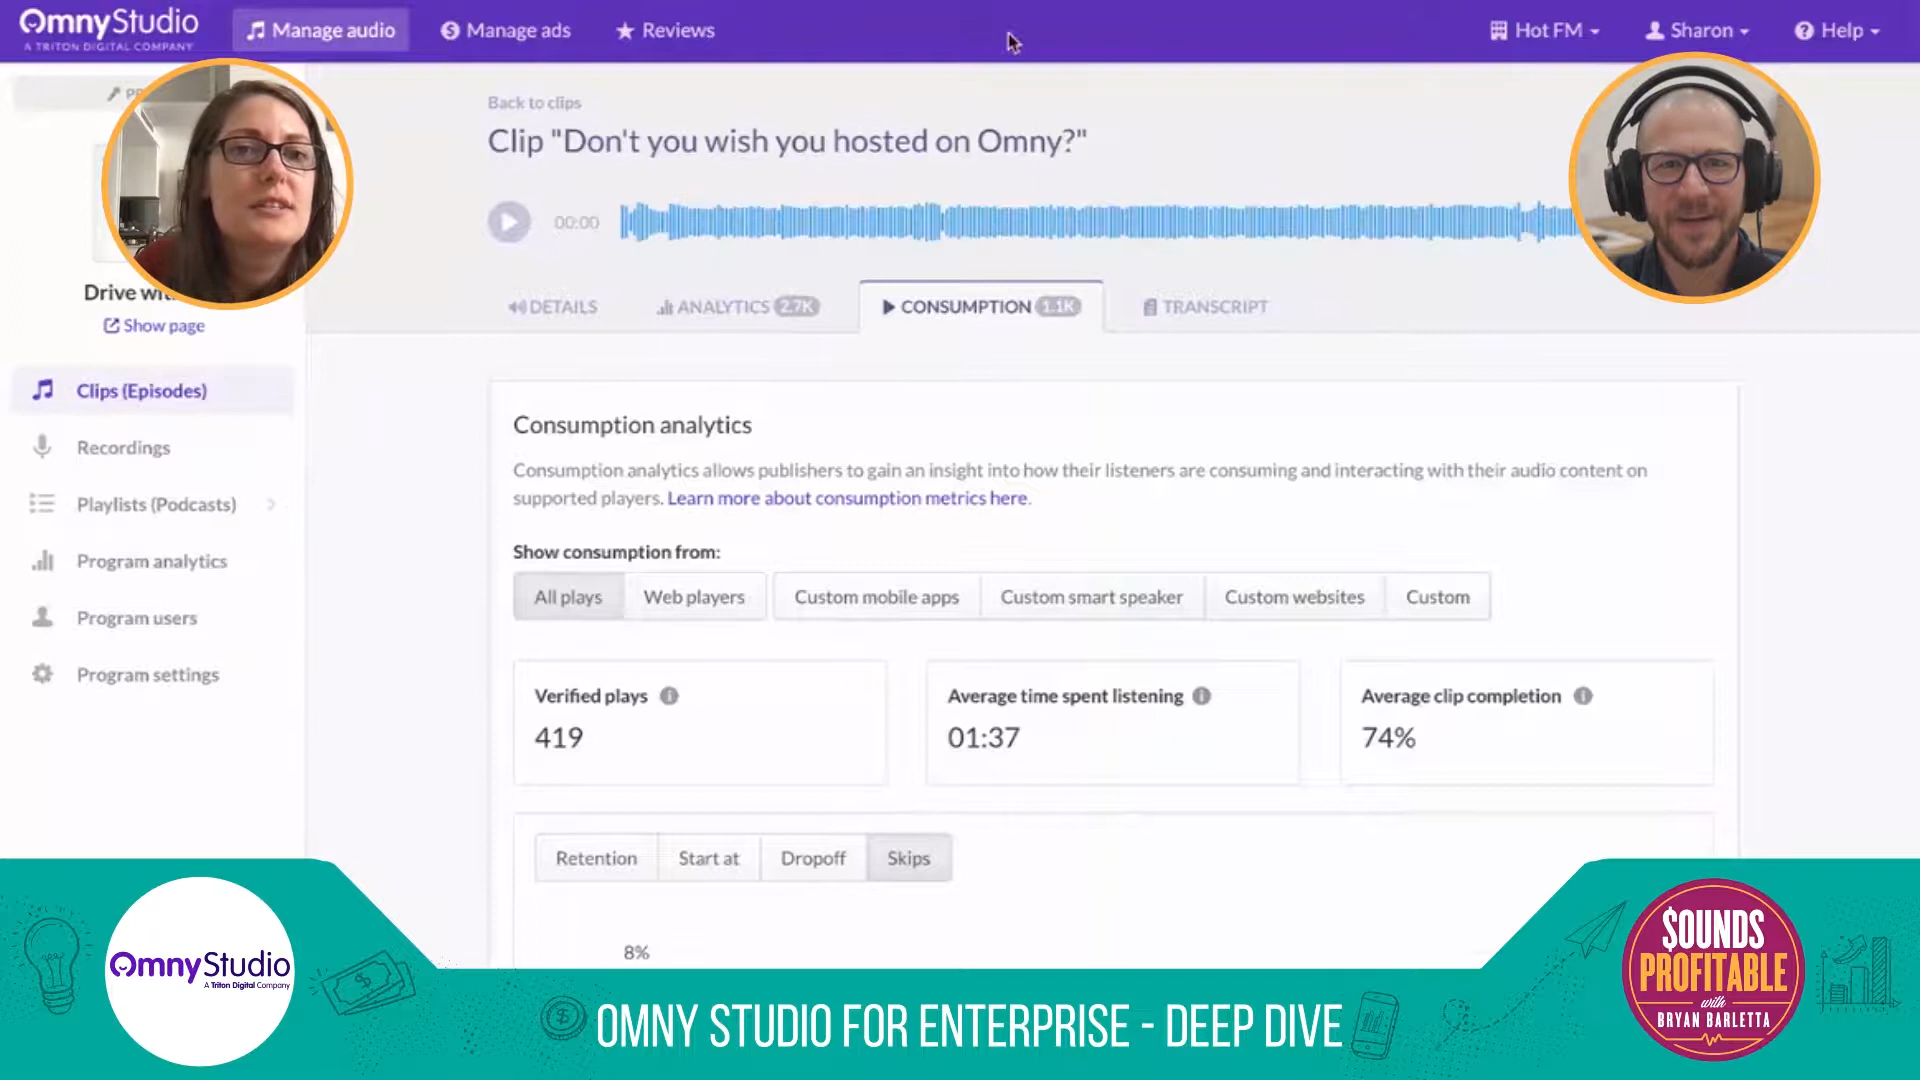 OmnyStudio
A TRITON DIGITAL COMPANY
Manage audio
Manage ads
Reviews
Hot FM
Sharon
Help
Back to clips
Clip "Don't you wish you hosted on Omny?"
00:00
Drive
Show page
DETAILS
ANALYTICS 2.7K
CONSUMPTION 1.1K
TRANSCRIPT
Clips (Episodes)
Recordings
Playlists (Podcasts)
Program analytics
Program users
Program settings
Consumption analytics
Consumption analytics allows publishers to gain an insight into how their listeners are consuming and interacting with their audio content on
supported players. Learn more about consumption metrics here.
Show consumption from:
All plays
Web players
Custom mobile apps
Custom smart speaker
Custom websites
Custom
Verified plays
419
Average time spent listening
01:37
Average clip completion
74%
Retention
Start at
Dropoff
Skips
8%
OmnyStudio
A Triton Digital Company
OMNY STUDIO FOR ENTERPRISE - DEEP DIVE
$OUNDS
PROFITABLE
with
BRYAN BARLETTA